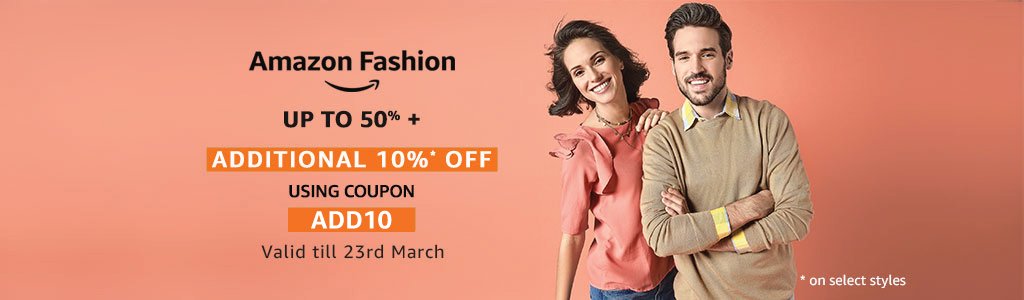 Amazon Fashion
UP TO 50% +
ADDITIONAL 10%* OFF
USING COUPON
ADD10
Valid till 23rd March
* on select styles